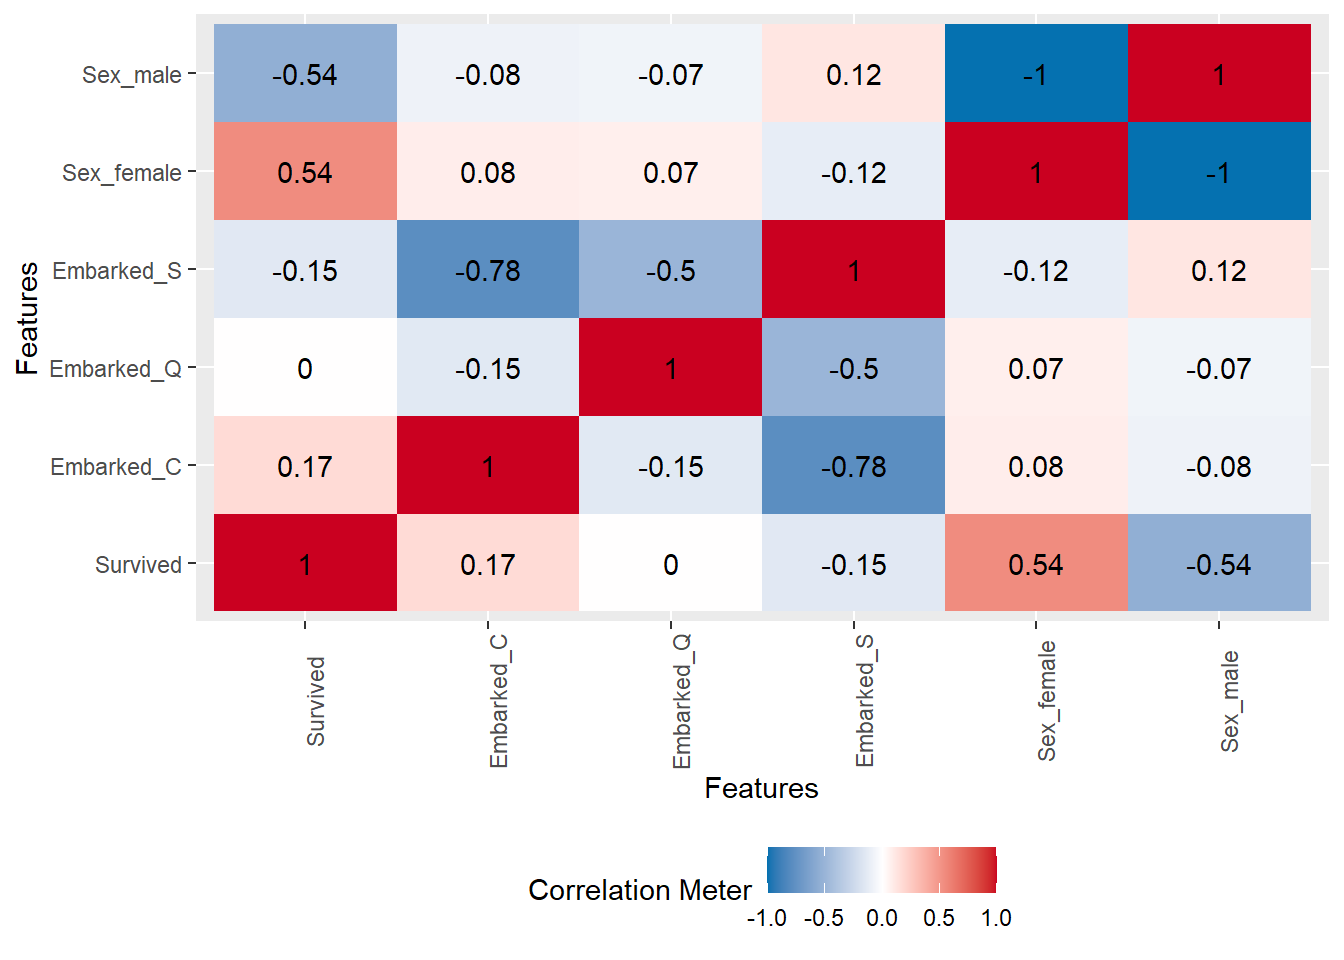 Sex_male -0.54 -0.08 -0.07 0.12 -1 1
Sex_female 0.54 0.08 0.07 -0.12 1 -1
Embarked_S -0.15 -0.78 -0.5 1 -0.12 0.12
Embarked_Q 0 -0.15 1 -0.5 0.07 -0.07
Embarked_C 0.17 1 -0.15 -0.78 0.08 -0.08
Survived 1 0.17 0 -0.15 0.54 -0.54
Features
Survived Embarked_C Embarked_Q Embarked_S Sex_female Sex_male
Features
Correlation Meter
-1.0 -0.5 0.0 0.5 1.0